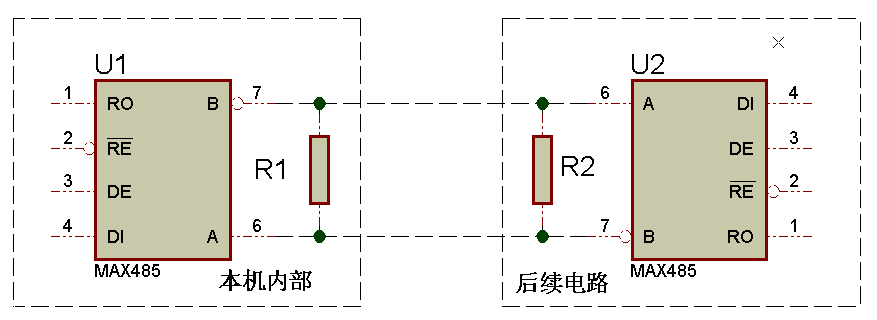 U1
1 RO B 7
2 RE
3 DE
4 DI A 6
MAX485
R1
本机内部
U2
6 A DI 4
DE 3
RE 2
7 B RO 1
MAX485
R2
后续电路